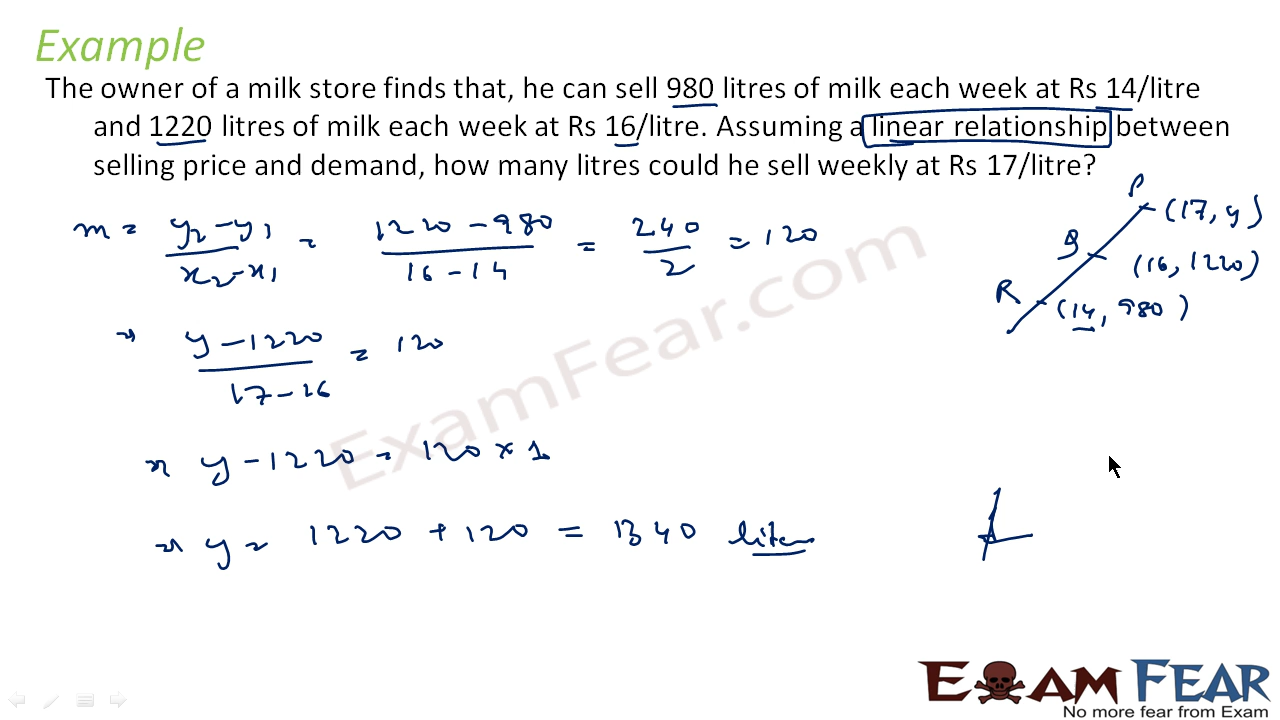 Example
The owner of a milk store finds that, he can sell 980 litres of milk each week at Rs 14/litre
and 1220 litres of milk each week at Rs 16/litre. Assuming a linear relationship between
selling price and demand, how many litres could he sell weekly at Rs 17/litre?
m = y2-y1 / x2-x1 = 1220-980 / 16-14 = 240 / 2 = 120
P (17, y)
Q (16, 1220)
R (14, 980)
⇒ y-1220 / 17-16 = 120
⇒ y-1220 = 120 × 1
⇒ y = 1220 + 120 = 1340 liters
ExamFear.com
EXAM FEAR
No more fear from Exam